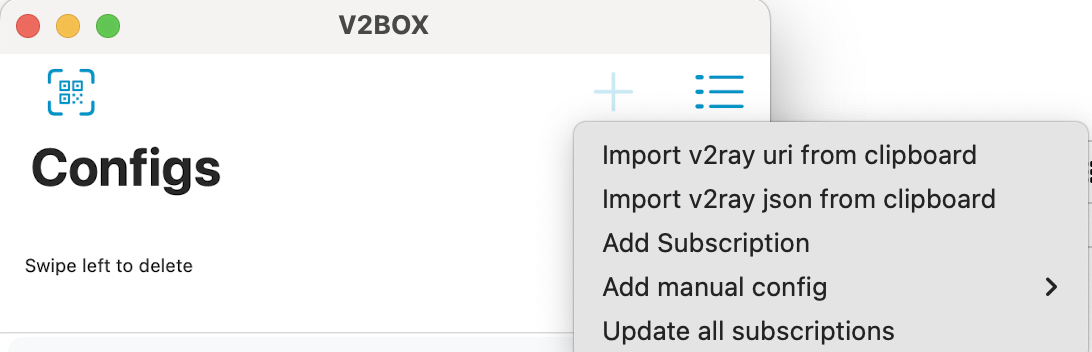 V2BOX
Configs
Swipe left to delete
Import v2ray uri from clipboard
Import v2ray json from clipboard
Add Subscription
Add manual config
Update all subscriptions